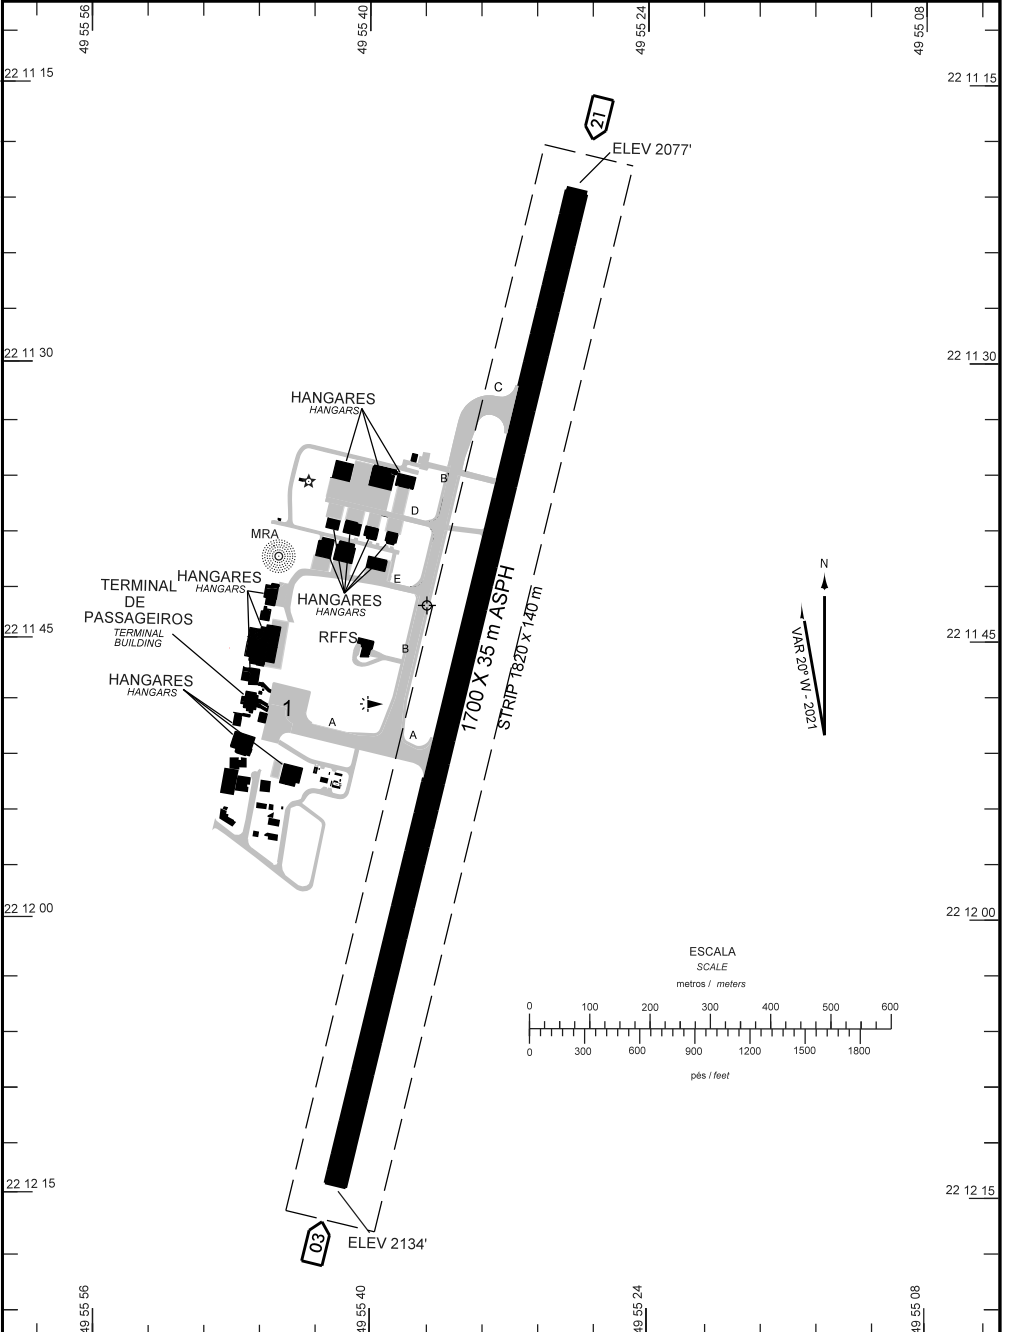 49 55 56
49 55 40
49 55 24
49 55 08
22 11 15
22 11 15
21
ELEV 2077'
22 11 30
22 11 30
C
HANGARES
HANGARS
B'
D
MRA
E
TERMINAL
DE
PASSAGEIROS
TERMINAL
BUILDING
HANGARES
HANGARS
HANGARES
HANGARS
N
VAR 20° W - 2021
22 11 45
22 11 45
RFFS
B
1700 X 35 m ASPH
STRIP 1820 x 140 m
HANGARES
HANGARS
1
A
A
22 12 00
22 12 00
ESCALA
SCALE
metros / meters
0 100 200 300 400 500 600
0 300 600 900 1200 1500 1800
pés / feet
22 12 15
22 12 15
03
ELEV 2134'
49 55 56
49 55 40
49 55 24
49 55 08